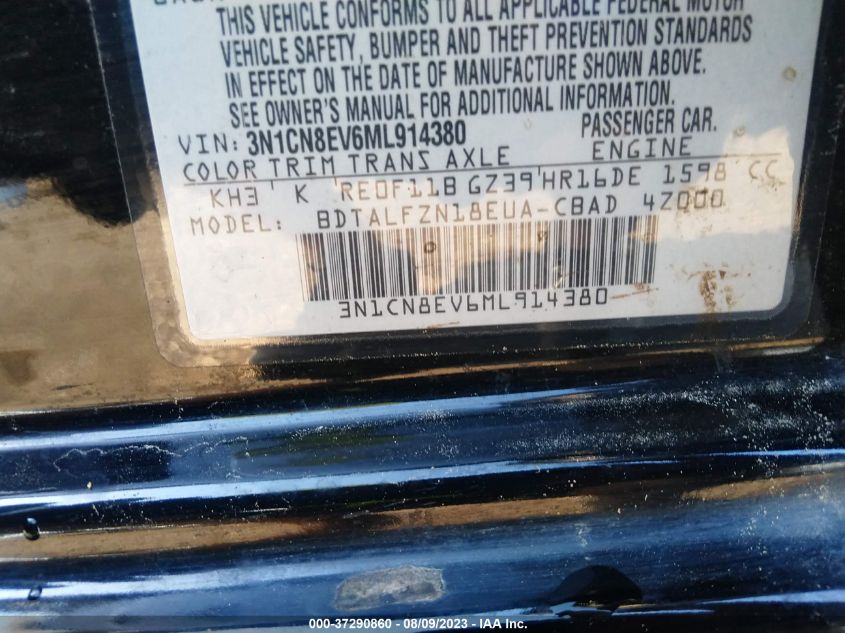 THIS VEHICLE CONFORMS TO ALL APPLICABLE FEDERAL MOTOR
VEHICLE SAFETY, BUMPER AND THEFT PREVENTION STANDARDS
IN EFFECT ON THE DATE OF MANUFACTURE SHOWN ABOVE.
SEE OWNER'S MANUAL FOR ADDITIONAL INFORMATION.
VIN: 3N1CN8EV6ML914380 PASSENGER CAR.
COLOR TRIM TRANS AXLE ENGINE
KH3 K RE0F11B GZ39 HR16DE 1598 CC
MODEL: BDTALFZN18EUA-CBAD 4Z000
3N1CN8EV6ML914380
000-37290860 - 08/09/2023 - IAA Inc.